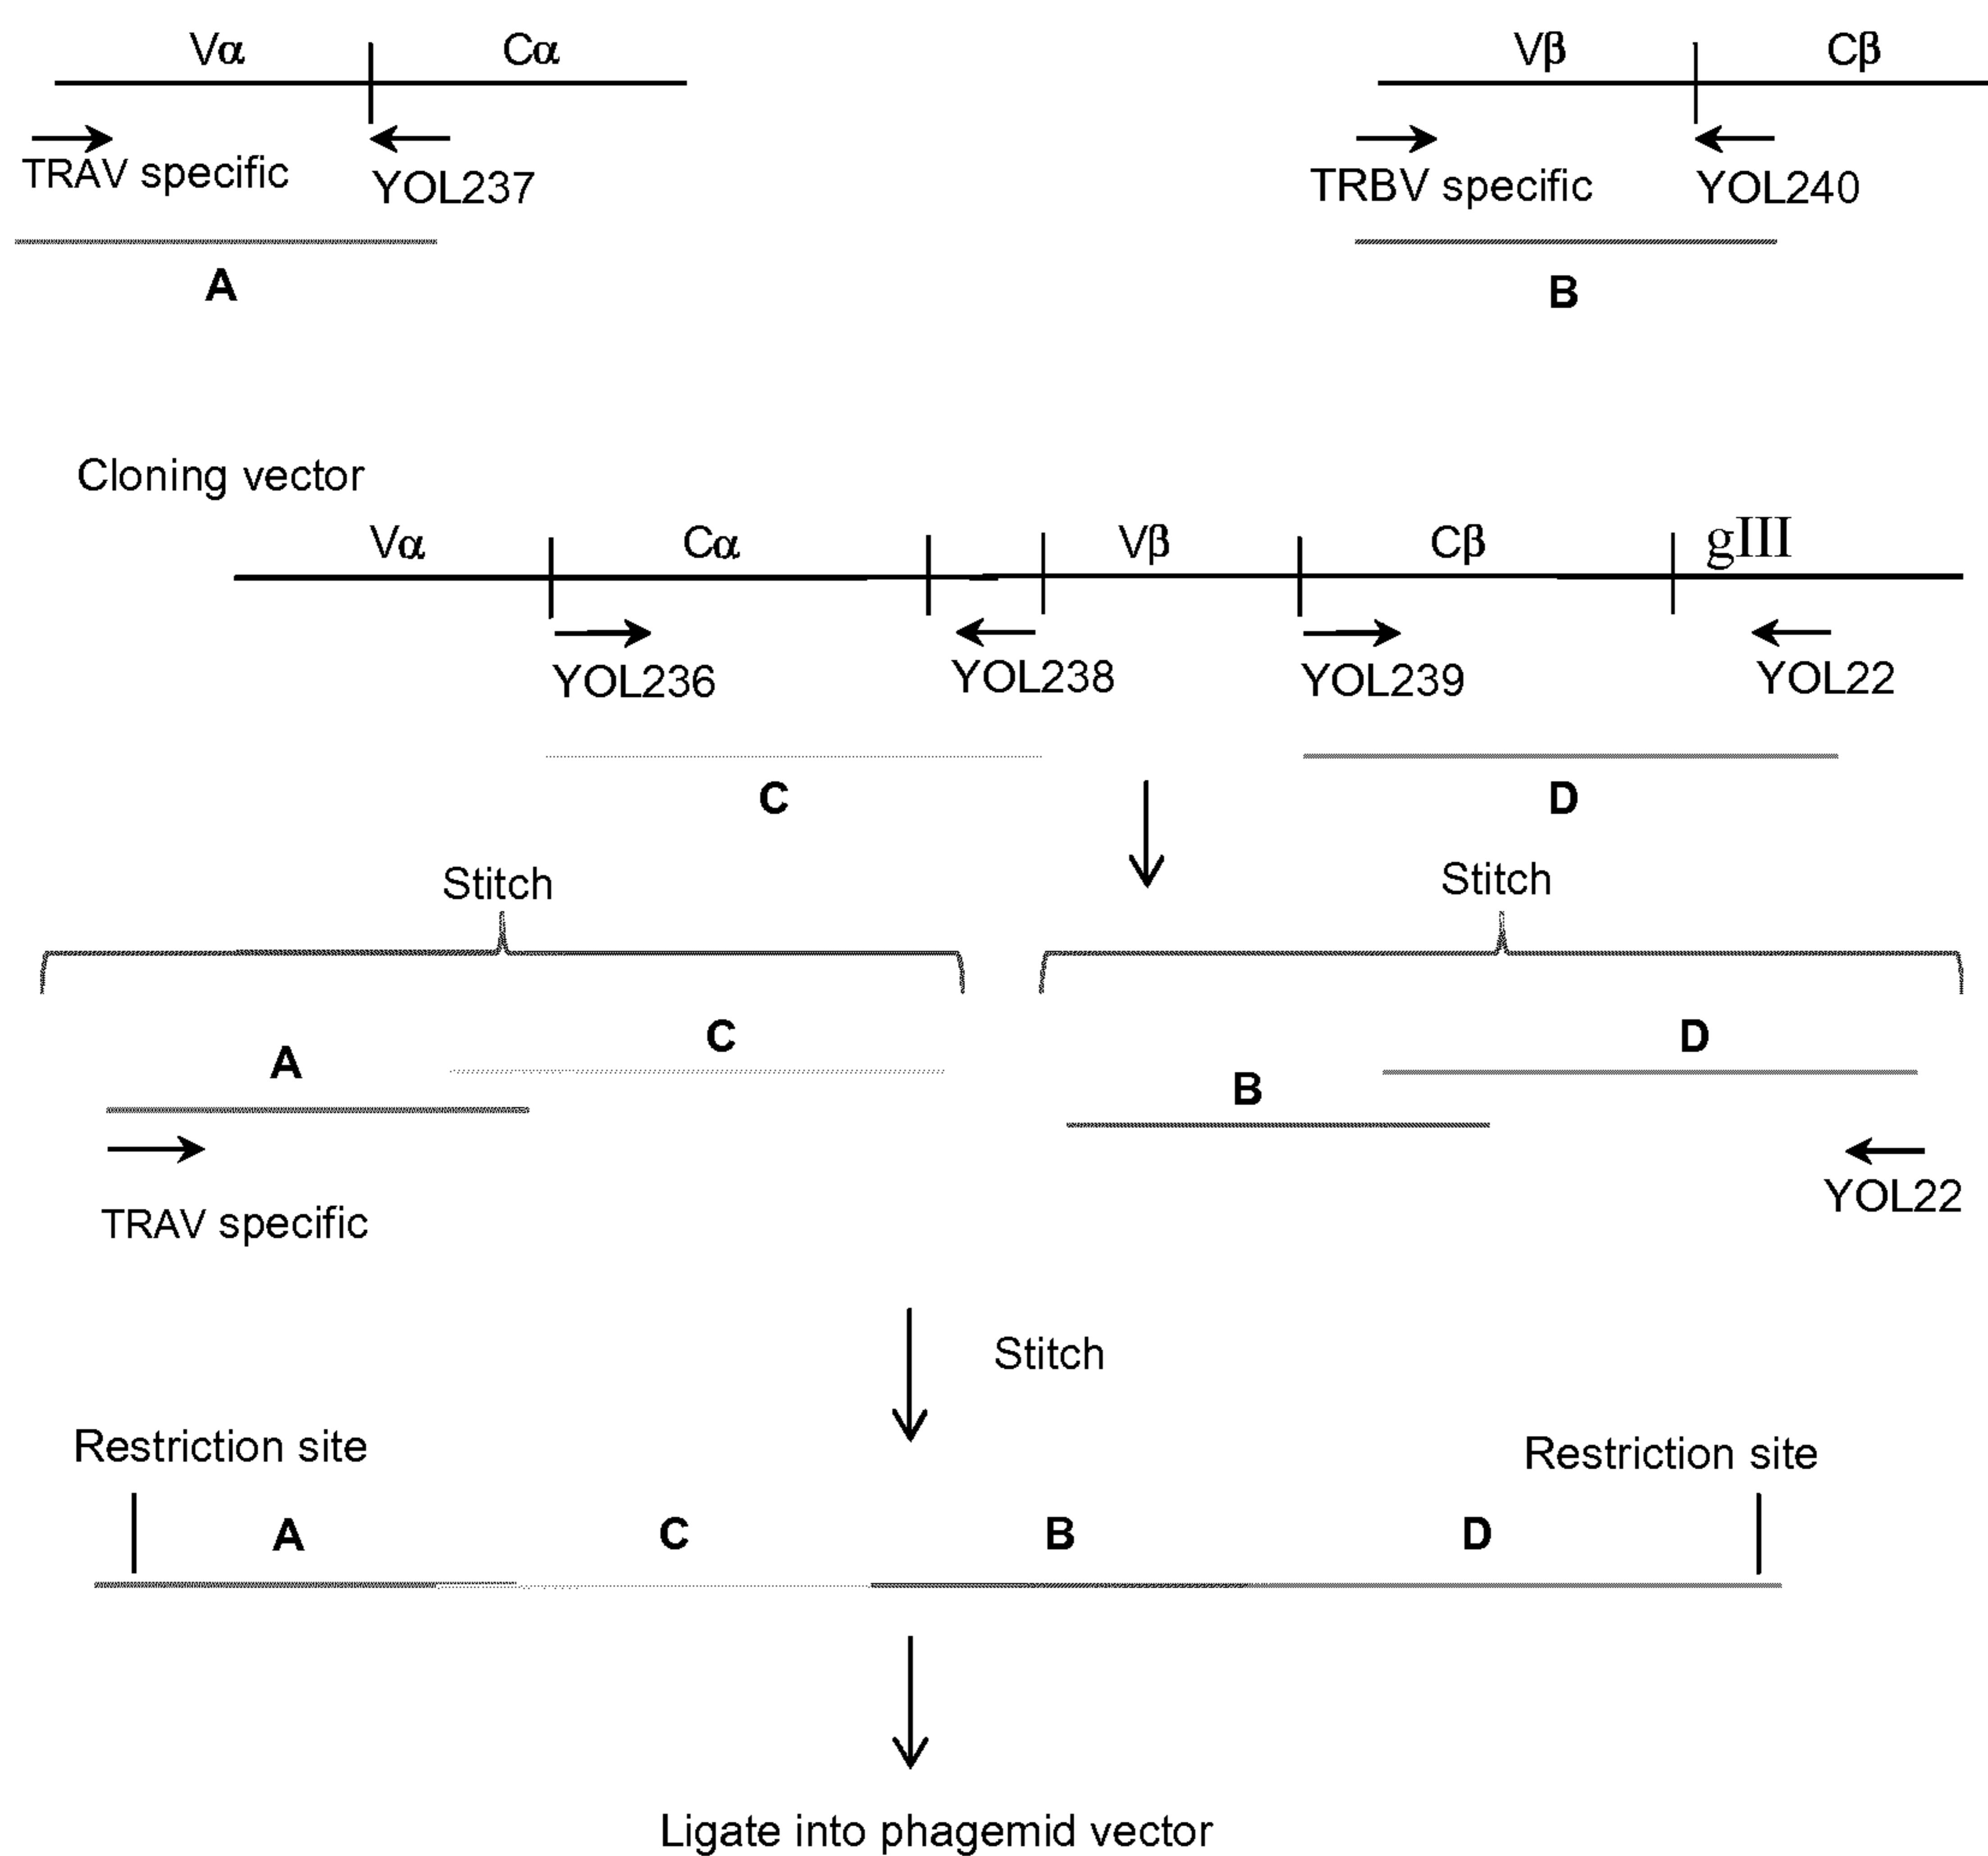 Vα Cα Vβ Cβ
TRAV specific YOL237 TRBV specific YOL240
A B
Cloning vector
Vα Cα Vβ Cβ gIII
YOL236 YOL238 YOL239 YOL22
C D
Stitch Stitch
A C B D
TRAV specific YOL22
Stitch
Restriction site Restriction site
A C B D
Ligate into phagemid vector